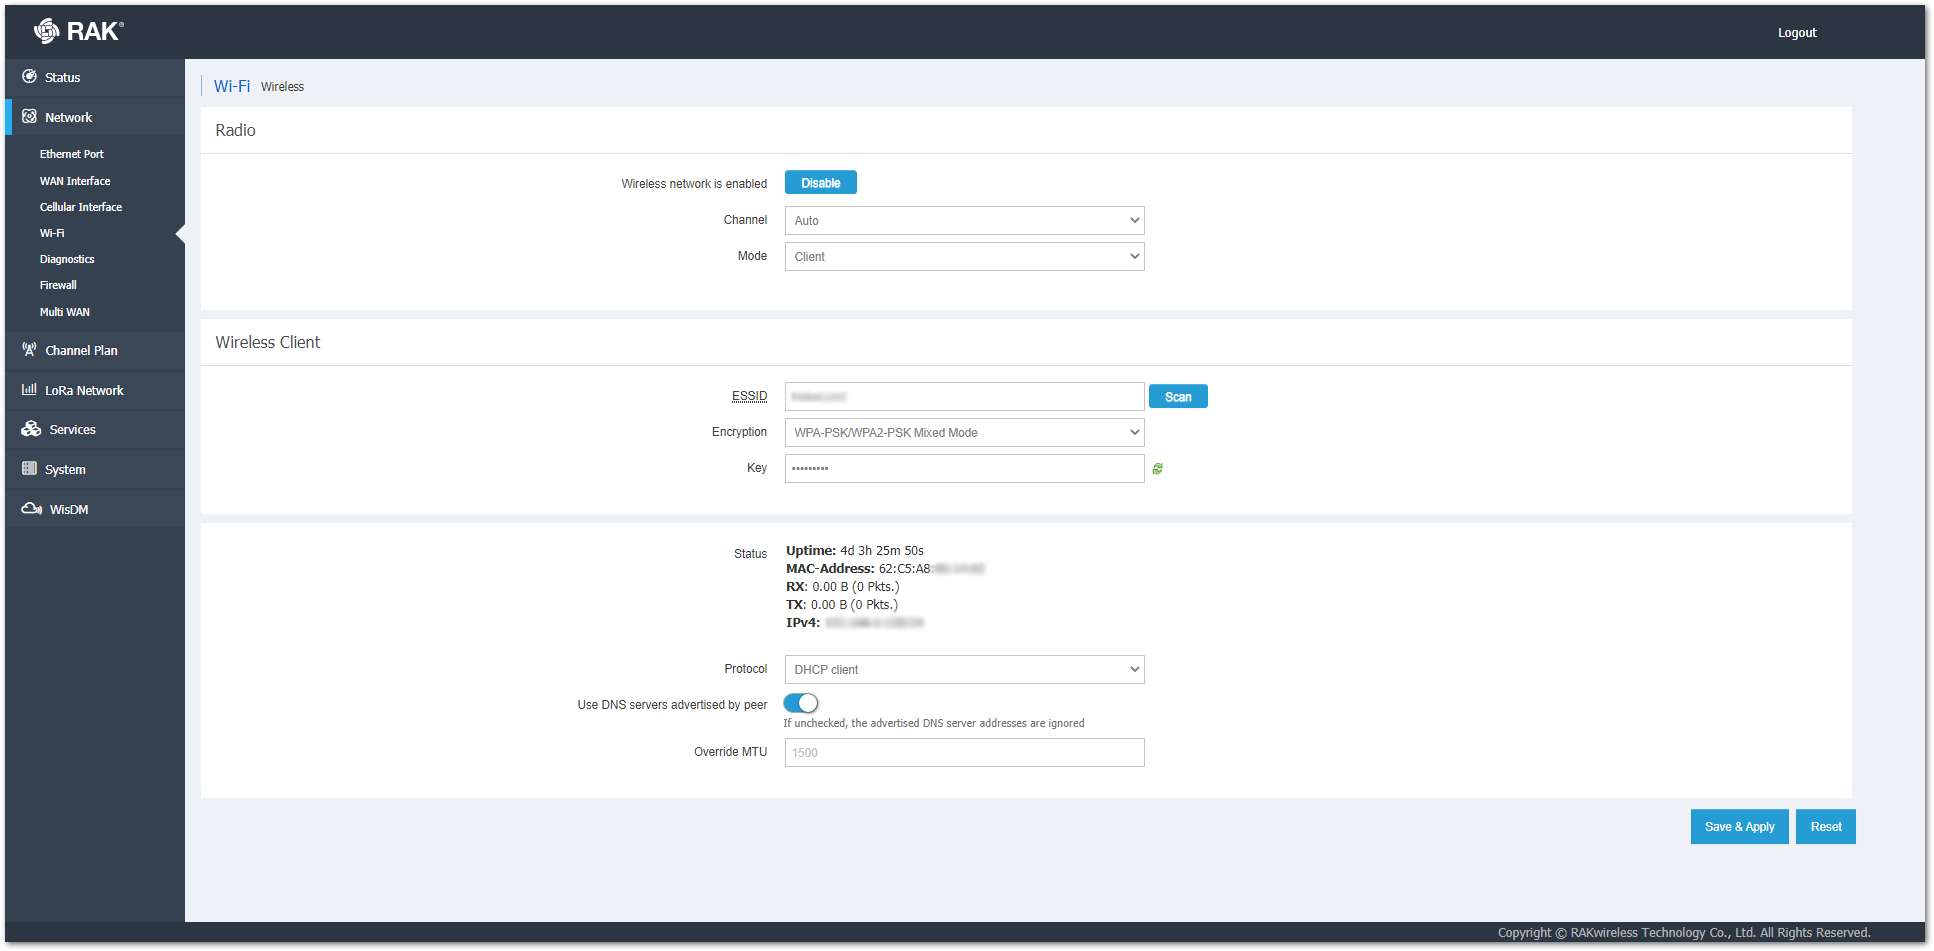 RAK®
Logout
Status
Network
Ethernet Port
WAN Interface
Cellular Interface
Wi-Fi
Diagnostics
Firewall
Multi WAN
Channel Plan
LoRa Network
Services
System
WisDM
Wi-Fi Wireless
Radio
Wireless network is enabled Disable
Channel Auto
Mode Client
Wireless Client
ESSID Scan
Encryption WPA-PSK/WPA2-PSK Mixed Mode
Key •••••••••
Status Uptime: 4d 3h 25m 50s
MAC-Address: 62:C5:A8
RX: 0.00 B (0 Pkts.)
TX: 0.00 B (0 Pkts.)
IPv4:
Protocol DHCP client
Use DNS servers advertised by peer
If unchecked, the advertised DNS server addresses are ignored
Override MTU 1500
Save & Apply Reset
Copyright © RAKwireless Technology Co., Ltd. All Rights Reserved.